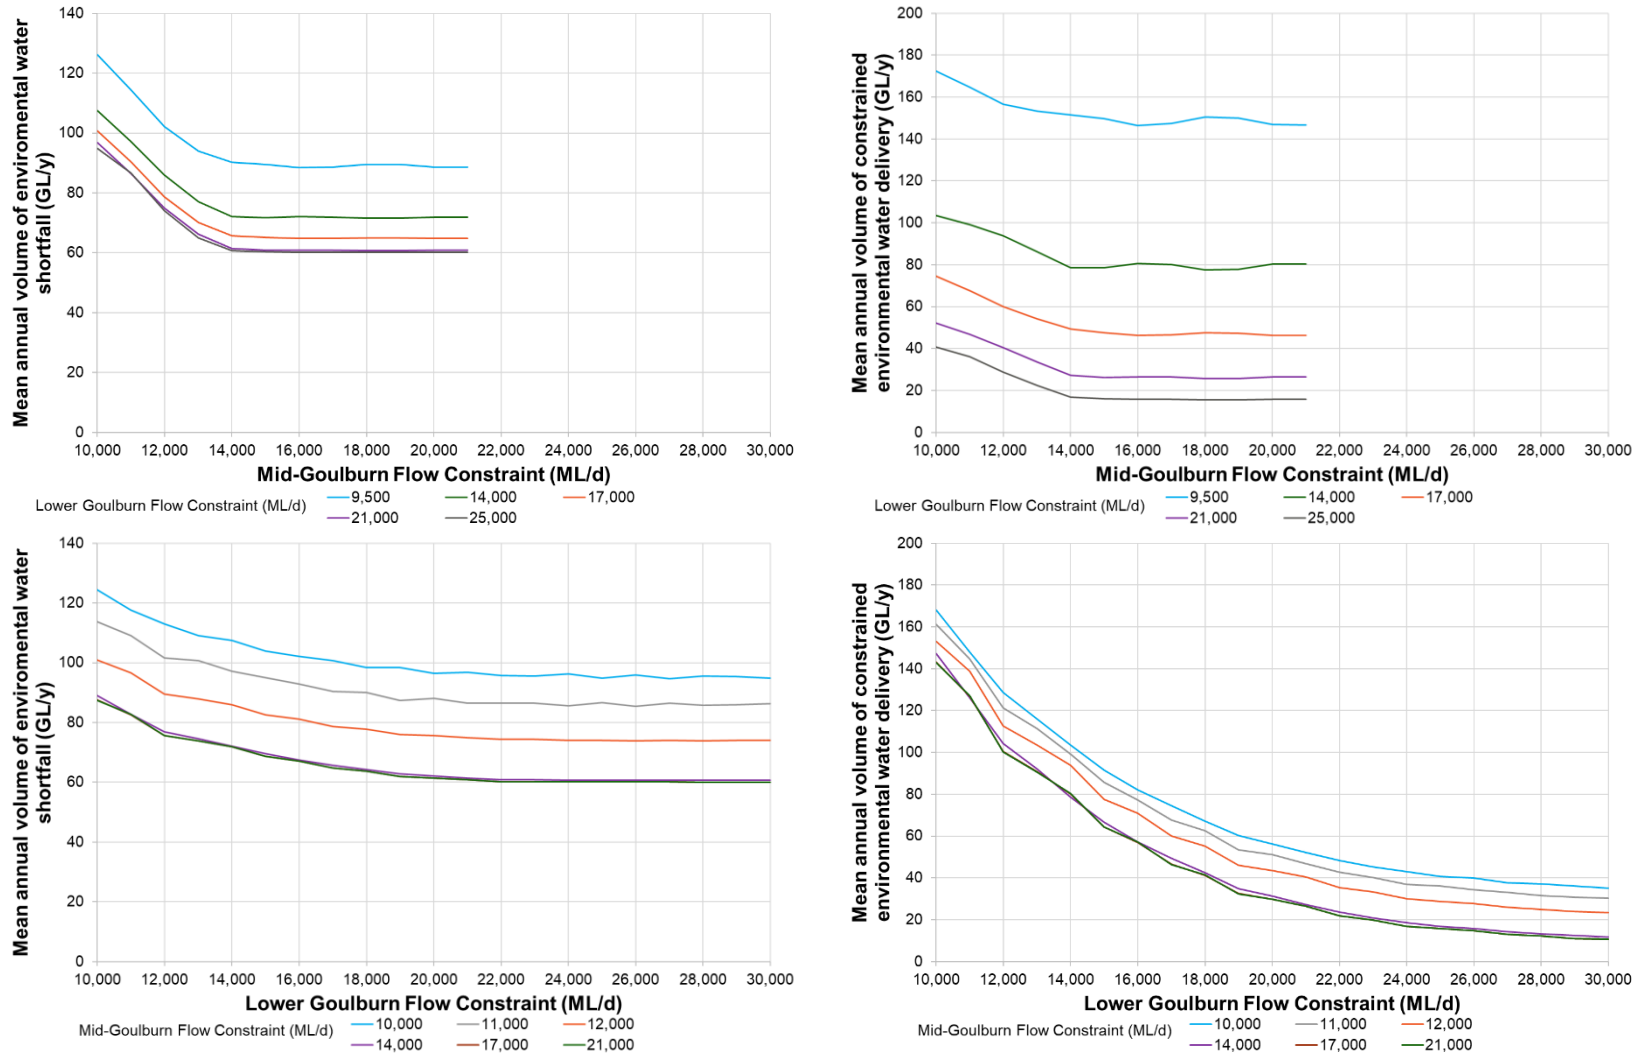 Mean annual volume of enviromental water
shortfall (GL/y)
140
120
100
80
60
40
20
0
10,000 12,000 14,000 16,000 18,000 20,000 22,000 24,000 26,000 28,000 30,000
Mid-Goulburn Flow Constraint (ML/d)
Lower Goulburn Flow Constraint (ML/d)
9,500 14,000 17,000
21,000 25,000
Mean annual volume of constrained
environmental water delivery (GL/y)
200
180
160
140
120
100
80
60
40
20
0
10,000 12,000 14,000 16,000 18,000 20,000 22,000 24,000 26,000 28,000 30,000
Mid-Goulburn Flow Constraint (ML/d)
Lower Goulburn Flow Constraint (ML/d)
9,500 14,000 17,000
21,000 25,000
Mean annual volume of enviromental water
shortfall (GL/y)
140
120
100
80
60
40
20
0
10,000 12,000 14,000 16,000 18,000 20,000 22,000 24,000 26,000 28,000 30,000
Lower Goulburn Flow Constraint (ML/d)
Mid-Goulburn Flow Constraint (ML/d)
10,000 11,000 12,000
14,000 17,000 21,000
Mean annual volume of constrained
environmental water delivery (GL/y)
200
180
160
140
120
100
80
60
40
20
0
10,000 12,000 14,000 16,000 18,000 20,000 22,000 24,000 26,000 28,000 30,000
Lower Goulburn Flow Constraint (ML/d)
Mid-Goulburn Flow Constraint (ML/d)
10,000 11,000 12,000
14,000 17,000 21,000